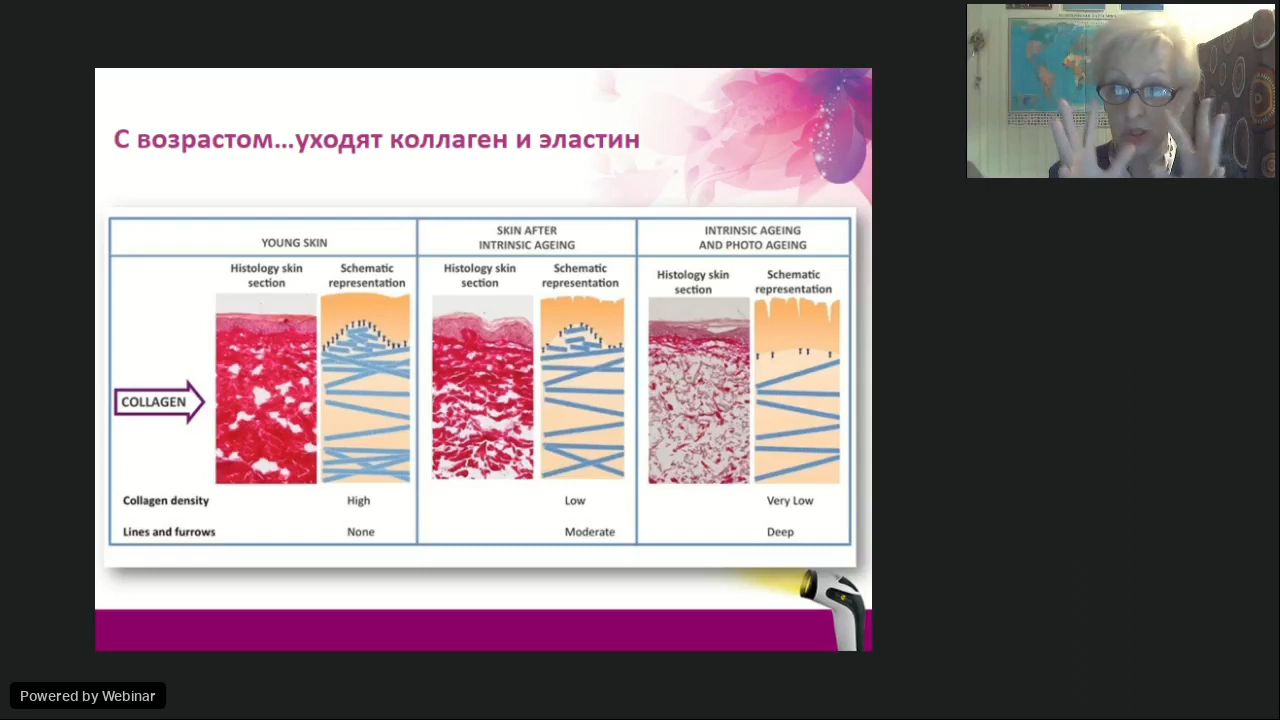 С возрастом...уходят коллаген и эластин
YOUNG SKIN
SKIN AFTER
INTRINSIC AGEING
INTRINSIC AGEING
AND PHOTO AGEING
Histology skin
section
Schematic
representation
Histology skin
section
Schematic
representation
Histology skin
section
Schematic
representation
COLLAGEN
Collagen density
High
Low
Very Low
Lines and furrows
None
Moderate
Deep
Powered by Webinar